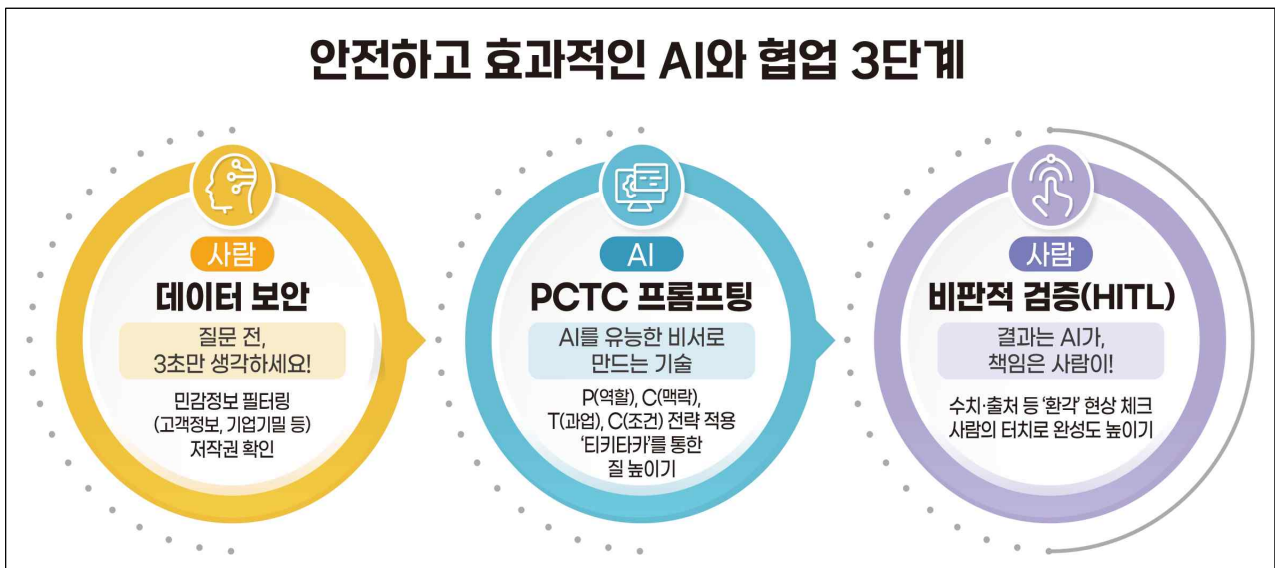 안전하고 효과적인 AI와 협업 3단계
사람
데이터 보안
질문 전,
3초만 생각하세요!
민감정보 필터링
(고객정보, 기업기밀 등)
저작권 확인
AI
PCTC 프롬프팅
AI를 유능한 비서로
만드는 기술
P(역할), C(맥락),
T(과업), C(조건) 전략 적용
‘티키타카’를 통한
질 높이기
사람
비판적 검증(HITL)
결과는 AI가,
책임은 사람이!
수치·출처 등 ‘환각’ 현상 체크
사람의 터치로 완성도 높이기